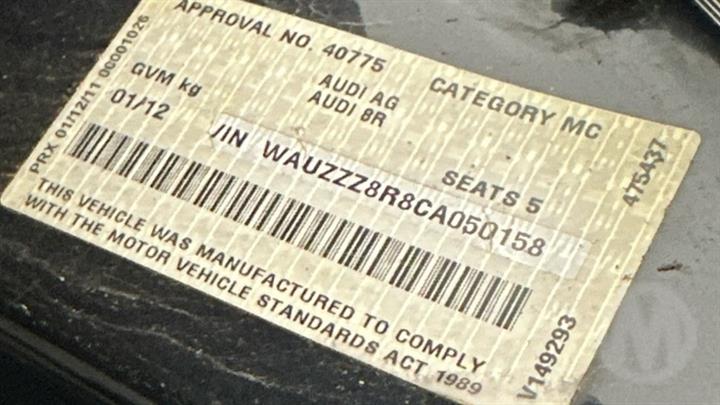 APPROVAL NO. 40775
CATEGORY MC
AUDI AG
AUDI 8R
GVM kg
01/12
SEATS 5
VIN WAUZZZ8R8CA050158
THIS VEHICLE WAS MANUFACTURED TO COMPLY
WITH THE MOTOR VEHICLE STANDARDS ACT 1989
PRX 01/12/11 00001026
475437
V149293
M